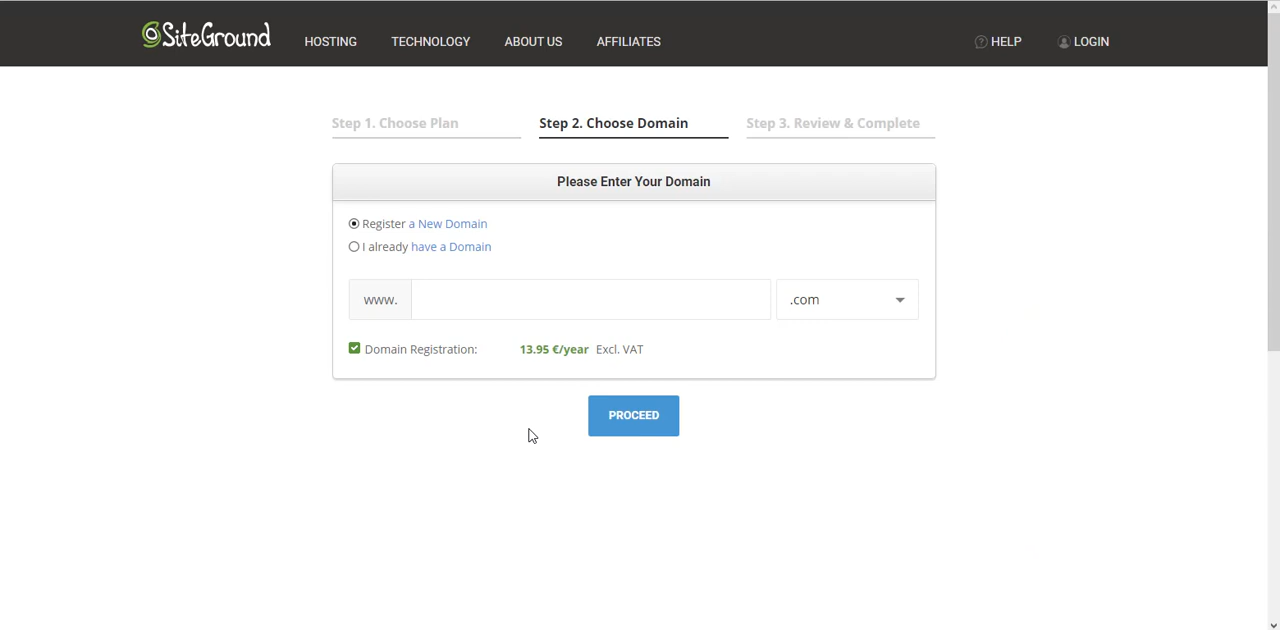 SiteGround HOSTING TECHNOLOGY ABOUT US AFFILIATES HELP LOGIN
Step 1. Choose Plan Step 2. Choose Domain Step 3. Review & Complete
Please Enter Your Domain
Register a New Domain
I already have a Domain
www. .com
Domain Registration: 13.95 €/year Excl. VAT
PROCEED